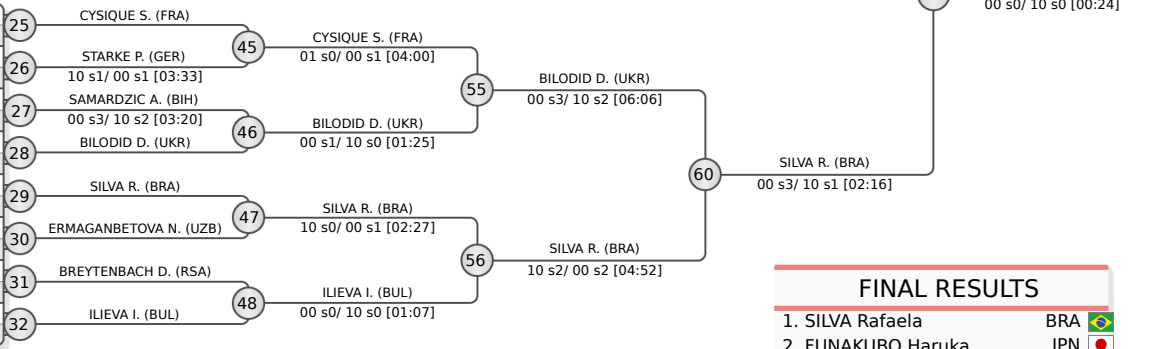 00 s0/ 10 s0 [00:24]
25
CYSIQUE S. (FRA)
45
CYSIQUE S. (FRA)
01 s0/ 00 s1 [04:00]
26
STARKE P. (GER)
10 s1/ 00 s1 [03:33]
55
BILODID D. (UKR)
00 s3/ 10 s2 [06:06]
27
SAMARDZIC A. (BIH)
00 s3/ 10 s2 [03:20]
46
BILODID D. (UKR)
00 s1/ 10 s0 [01:25]
28
BILODID D. (UKR)
60
SILVA R. (BRA)
00 s3/ 10 s1 [02:16]
29
SILVA R. (BRA)
47
SILVA R. (BRA)
10 s0/ 00 s1 [02:27]
30
ERMAGANBETOVA N. (UZB)
56
SILVA R. (BRA)
10 s2/ 00 s2 [04:52]
31
BREYTENBACH D. (RSA)
48
ILIEVA I. (BUL)
00 s0/ 10 s0 [01:07]
32
ILIEVA I. (BUL)
FINAL RESULTS
1. SILVA Rafaela BRA
2. FUNAKUBO Haruka JPN